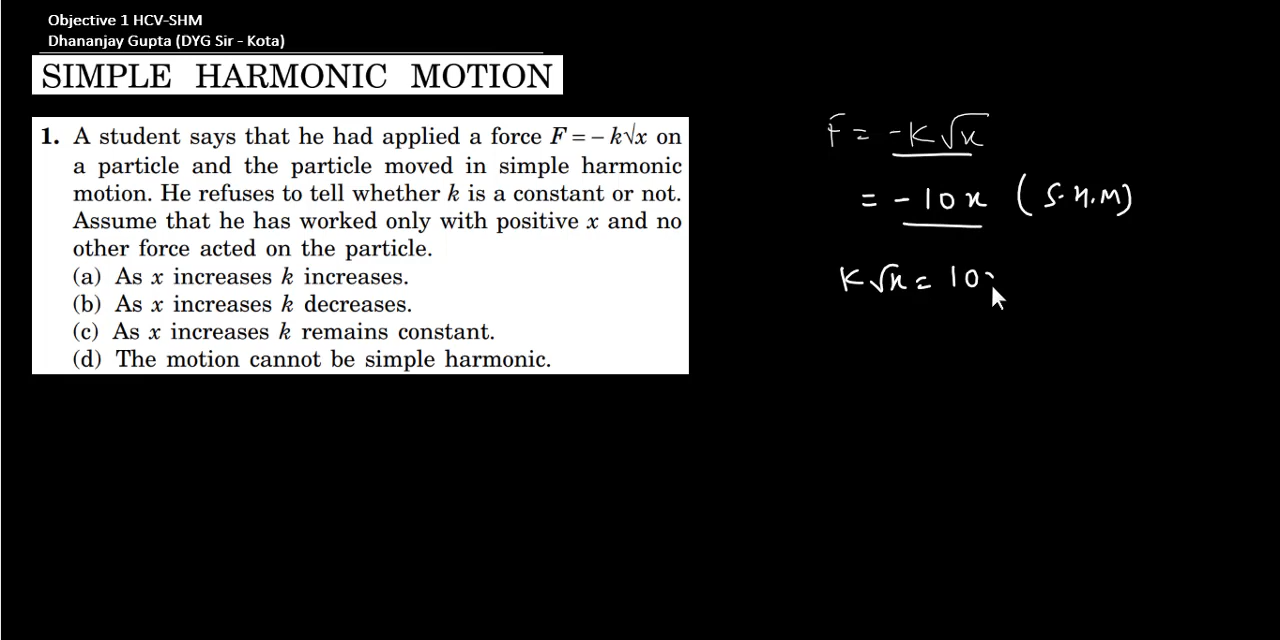 Objective 1 HCV-SHM
Dhananjay Gupta (DYG Sir - Kota)
SIMPLE HARMONIC MOTION
1. A student says that he had applied a force F = – k√x on
a particle and the particle moved in simple harmonic
motion. He refuses to tell whether k is a constant or not.
Assume that he has worked only with positive x and no
other force acted on the particle.
(a) As x increases k increases.
(b) As x increases k decreases.
(c) As x increases k remains constant.
(d) The motion cannot be simple harmonic.
F = -K√x
= -10x (S.H.M)
K√x = 10